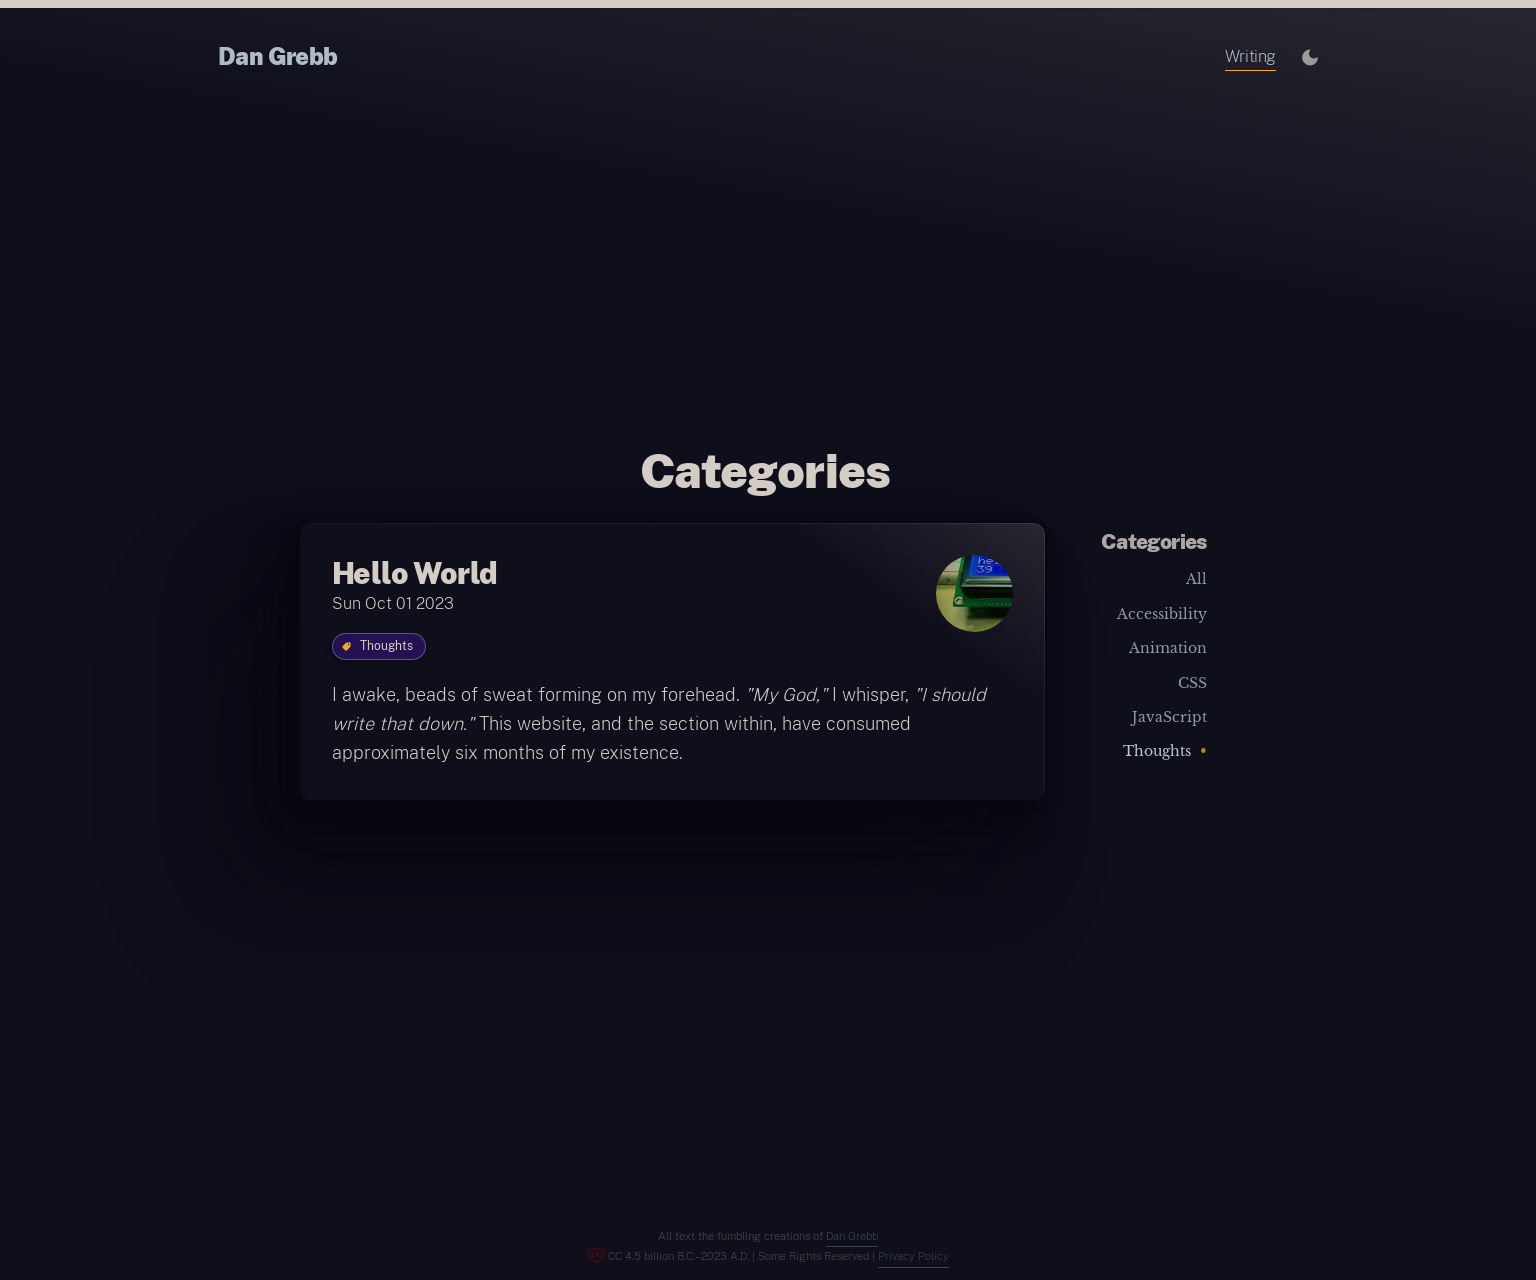 Dan Grebb
Writing
Categories
Hello World
Sun Oct 01 2023
Thoughts
I awake, beads of sweat forming on my forehead. "My God," I whisper, "I should
write that down." This website, and the section within, have consumed
approximately six months of my existence.
Categories
All
Accessibility
Animation
CSS
JavaScript
Thoughts •
All text the fumbling creations of Dan Grebb
CC 4.5 billion B.C.–2023 A.D. | Some Rights Reserved | Privacy Policy